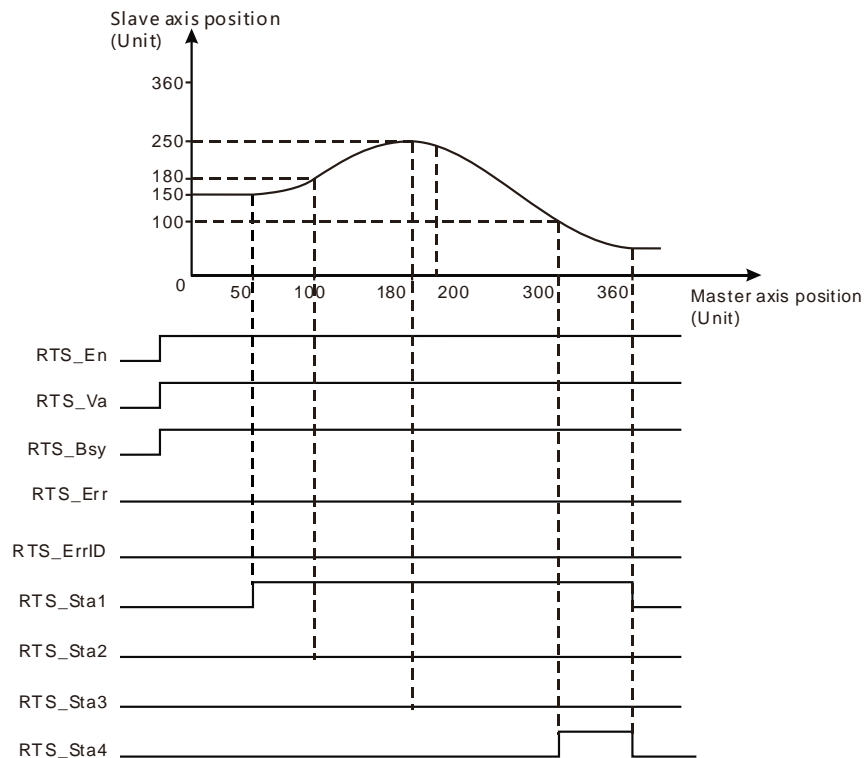 Slave axis position
(Unit)
360
250
180
150
100
0
50 100 180 200 300 360
Master axis position
(Unit)
RTS_En
RTS_Va
RTS_Bsy
RTS_Err
RTS_ErrID
RTS_Sta1
RTS_Sta2
RTS_Sta3
RTS_Sta4